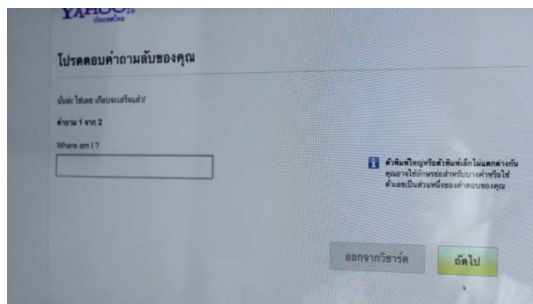 YAHOO!
ประเทศไทย
โปรดตอบคำถามลับของคุณ
นั่นล่ะ ใช่เลย เกือบจะเสร็จแล้ว!
คำถาม 1 จาก 2
Where am I ?
ตัวพิมพ์ใหญ่หรือตัวพิมพ์เล็กไม่แตกต่างกัน
คุณอาจใช้อักษรย่อสำหรับบางคำหรือใช้
ตัวเลขเป็นส่วนหนึ่งของคำตอบของคุณ
ออกจากวิซาร์ด
ถัดไป